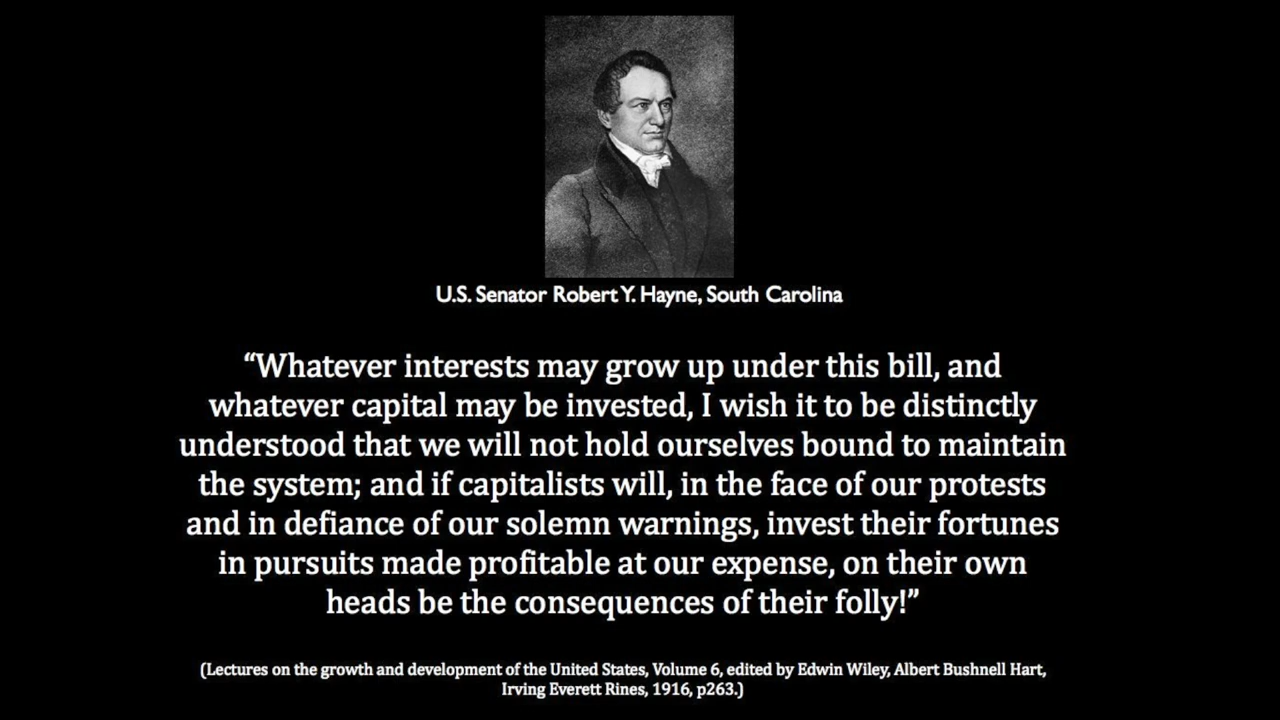 U.S. Senator Robert Y. Hayne, South Carolina
“Whatever interests may grow up under this bill, and
whatever capital may be invested, I wish it to be distinctly
understood that we will not hold ourselves bound to maintain
the system; and if capitalists will, in the face of our protests
and in defiance of our solemn warnings, invest their fortunes
in pursuits made profitable at our expense, on their own
heads be the consequences of their folly!”
(Lectures on the growth and development of the United States, Volume 6, edited by Edwin Wiley, Albert Bushnell Hart,
Irving Everett Rines, 1916, p263.)